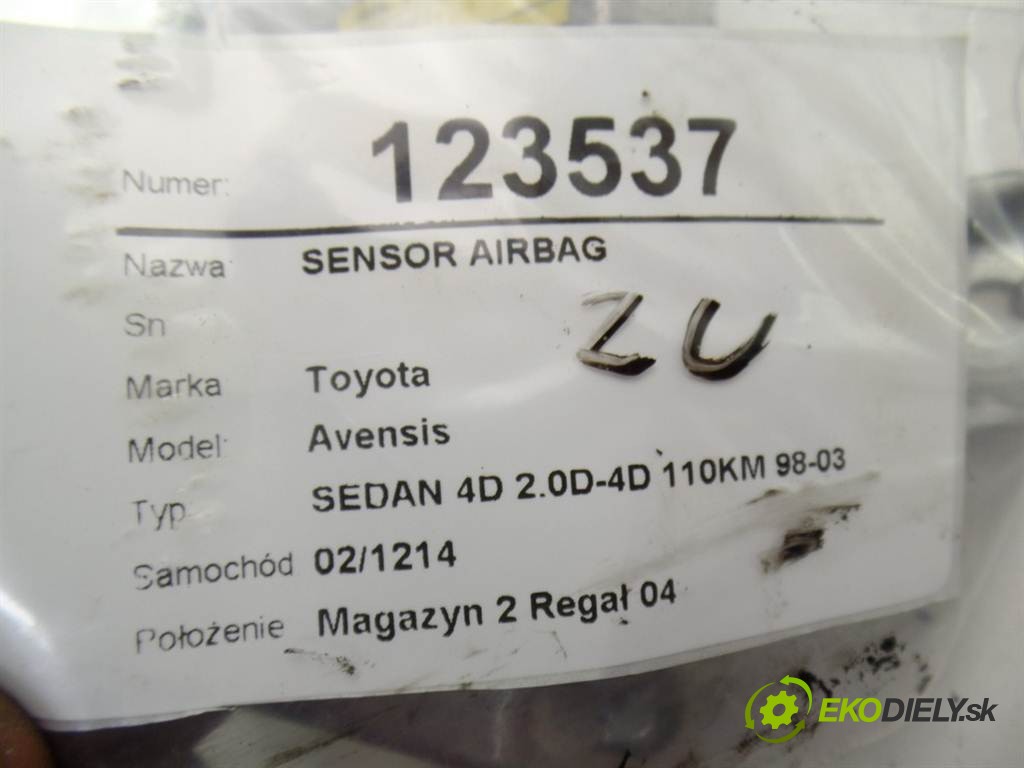 Numer: 123537
Nazwa: SENSOR AIRBAG
Sn
ZU
Marka Toyota
Model: Avensis
Typ SEDAN 4D 2.0D-4D 110KM 98-03
Samochód 02/1214
Położenie Magazyn 2 Regał 04
EKODIELY.sk